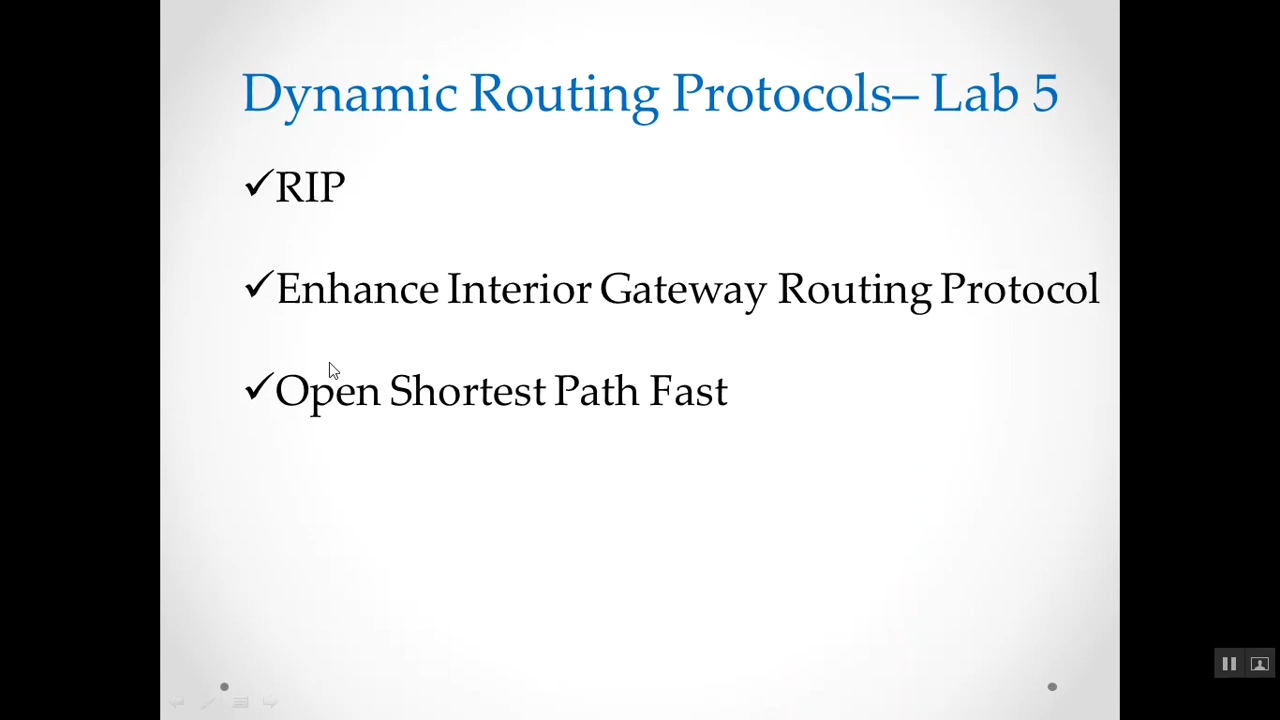 Dynamic Routing Protocols– Lab 5
✓RIP
✓Enhance Interior Gateway Routing Protocol
✓Open Shortest Path Fast